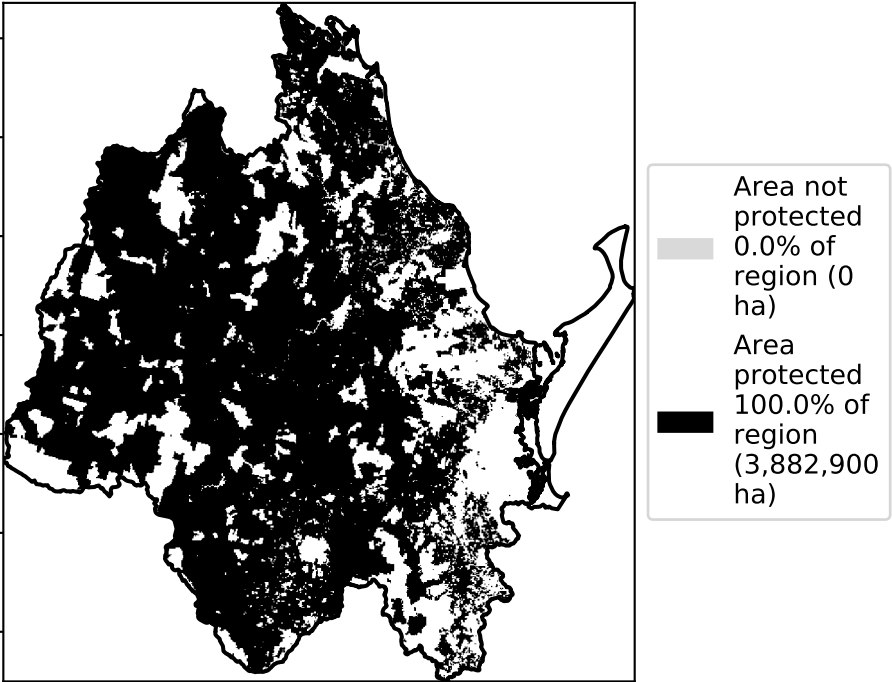 Area not
protected
0.0% of
region (0
ha)
Area
protected
100.0% of
region
(3,882,900
ha)